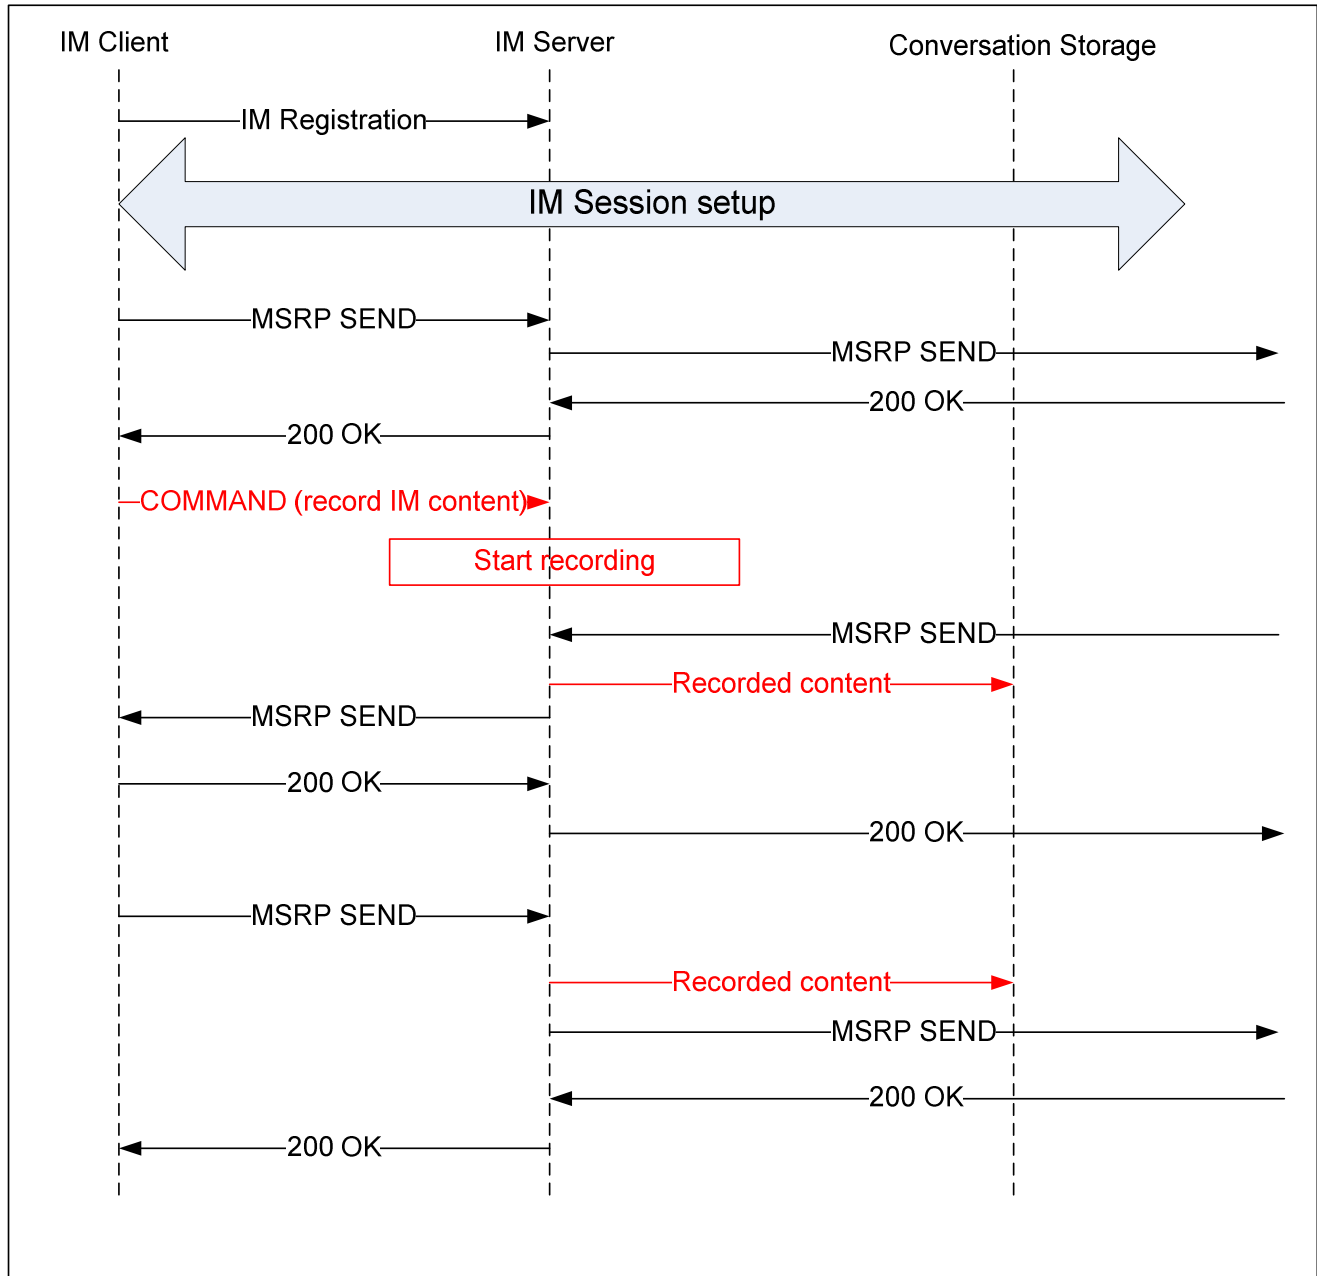 IM Client
IM Server
Conversation Storage
IM Registration
IM Session setup
MSRP SEND
MSRP SEND
200 OK
200 OK
COMMAND (record IM content)
Start recording
MSRP SEND
Recorded content
MSRP SEND
200 OK
200 OK
MSRP SEND
Recorded content
MSRP SEND
200 OK
200 OK